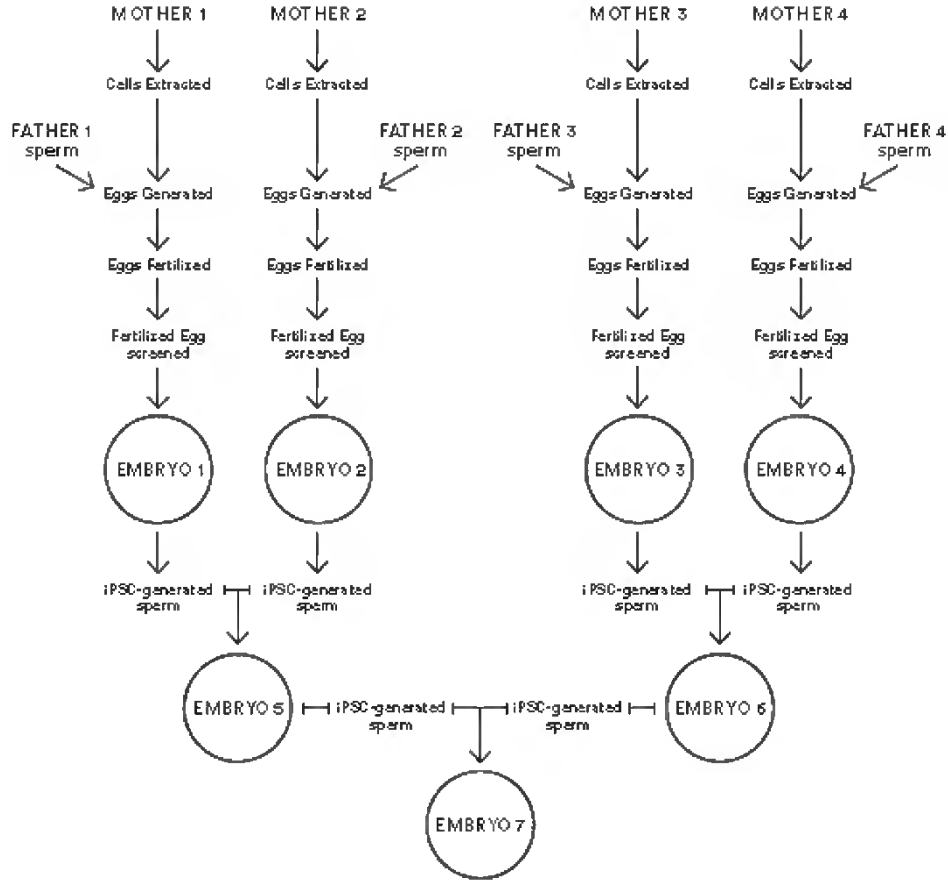 MOTHER 1
MOTHER 2
MOTHER 3
MOTHER 4
Cells Extracted
Cells Extracted
Cells Extracted
Cells Extracted
FATHER 1
sperm
FATHER 2
sperm
FATHER 3
sperm
FATHER 4
sperm
Eggs Generated
Eggs Generated
Eggs Generated
Eggs Generated
Eggs Fertilized
Eggs Fertilized
Eggs Fertilized
Eggs Fertilized
Fertilized Egg
screened
Fertilized Egg
screened
Fertilized Egg
screened
Fertilized Egg
screened
EMBRYO 1
EMBRYO 2
EMBRYO 3
EMBRYO 4
iPSC-generated
sperm
iPSC-generated
sperm
iPSC-generated
sperm
iPSC-generated
sperm
EMBRYO 5
iPSC-generated
sperm
iPSC-generated
sperm
EMBRYO 6
EMBRYO 7